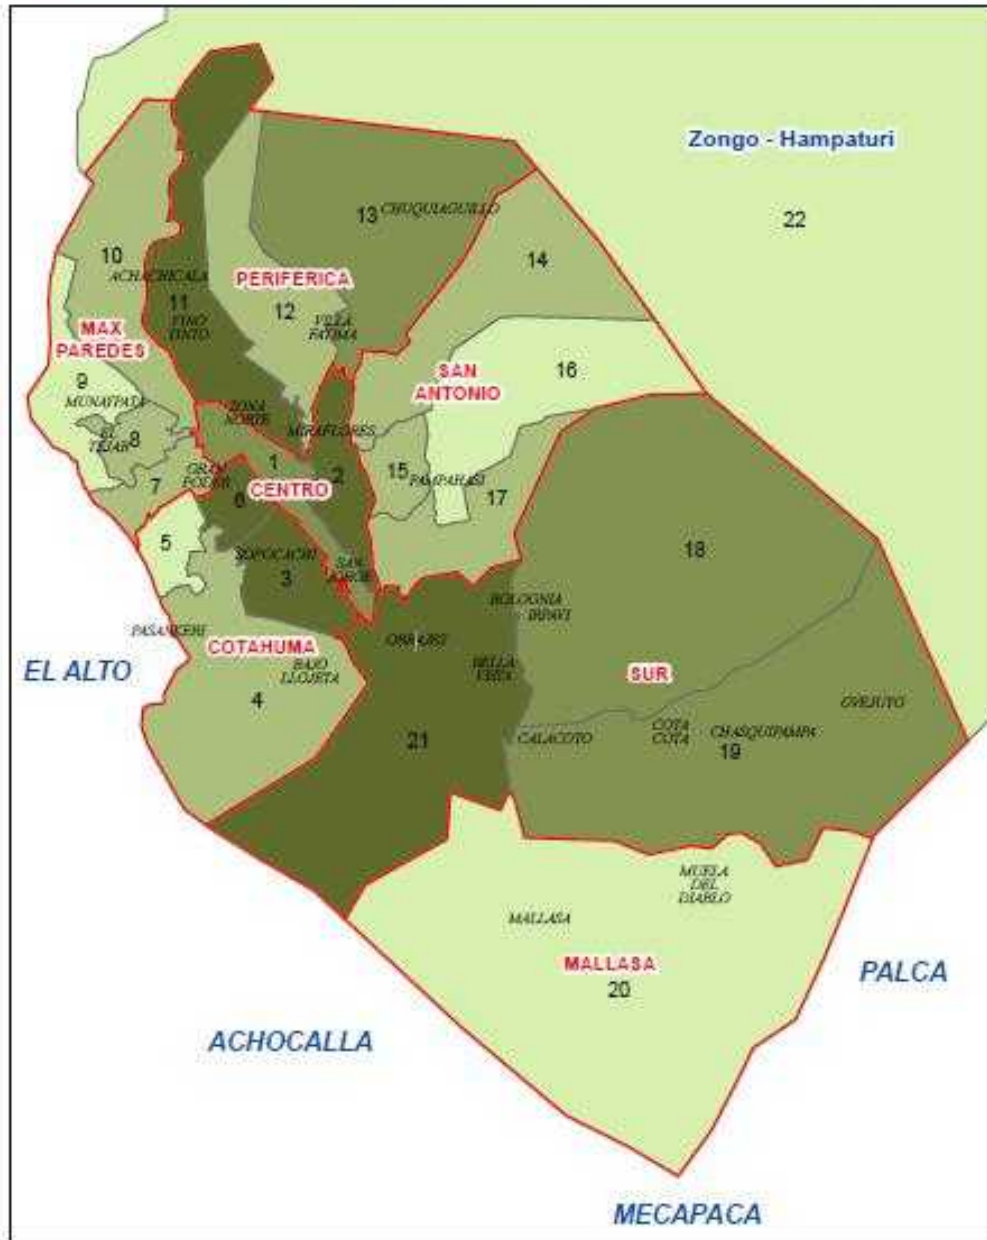 Zongo - Hampaturi
22
13 CHUQUIAGUILLO
14
10
ACHACHICALA
PERIFERICA
11
12
PINO
TINTO
VILLA
FATIMA
MAX
PAREDES
SAN
ANTONIO
16
9
MUNAYPATA
ZONA
NORTE
MIRAFLORES
EL
TEJAR
8
1
2
15
PAMPAHASI
GRAN
PODER
7
CENTRO
6
17
5
SOPOCACHI
3
SAN
JORGE
18
BOLOGNIA
IRPAVI
PASANKERI
COTAHUMA
OBRAJES
BELLA
VISTA
EL ALTO
BAJO
LLOJETA
SUR
4
OVEJUYO
21
CALACOTO
COTA
COTA
CHASQUIPAMPA
19
MUELA
DEL
DIABLO
MALLASA
MALLASA
20
PALCA
ACHOCALLA
MECAPACA